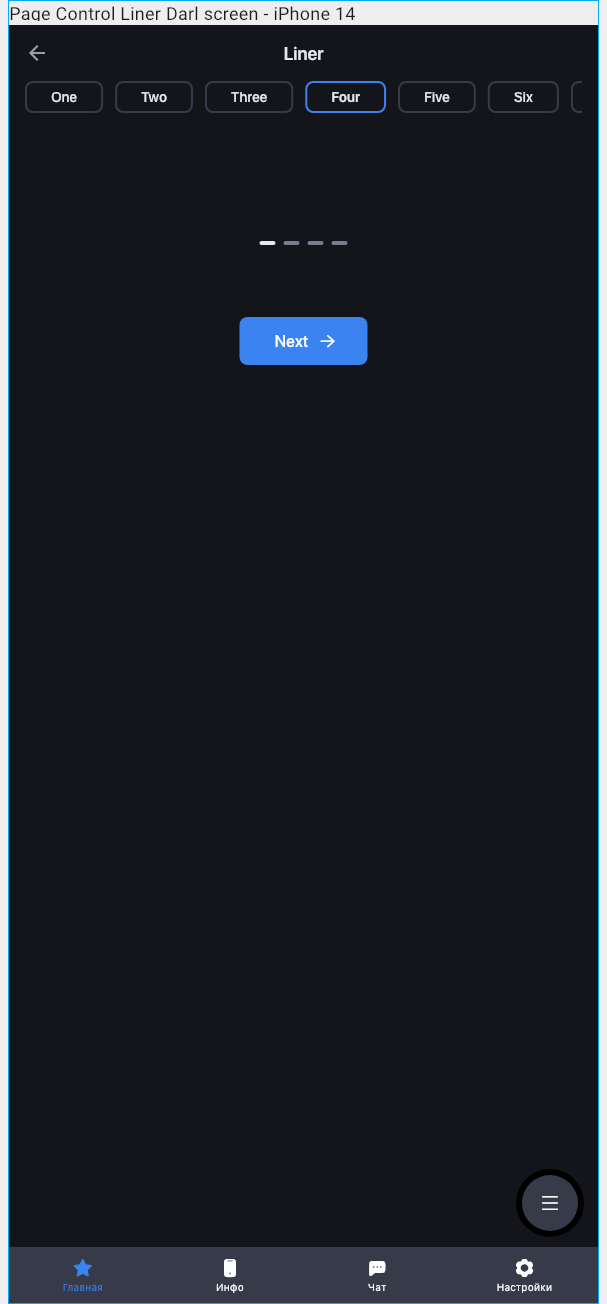 Page Control Liner Darl screen - iPhone 14
Liner
One Two Three Four Five Six
Next
Главная Инфо Чат Настройки